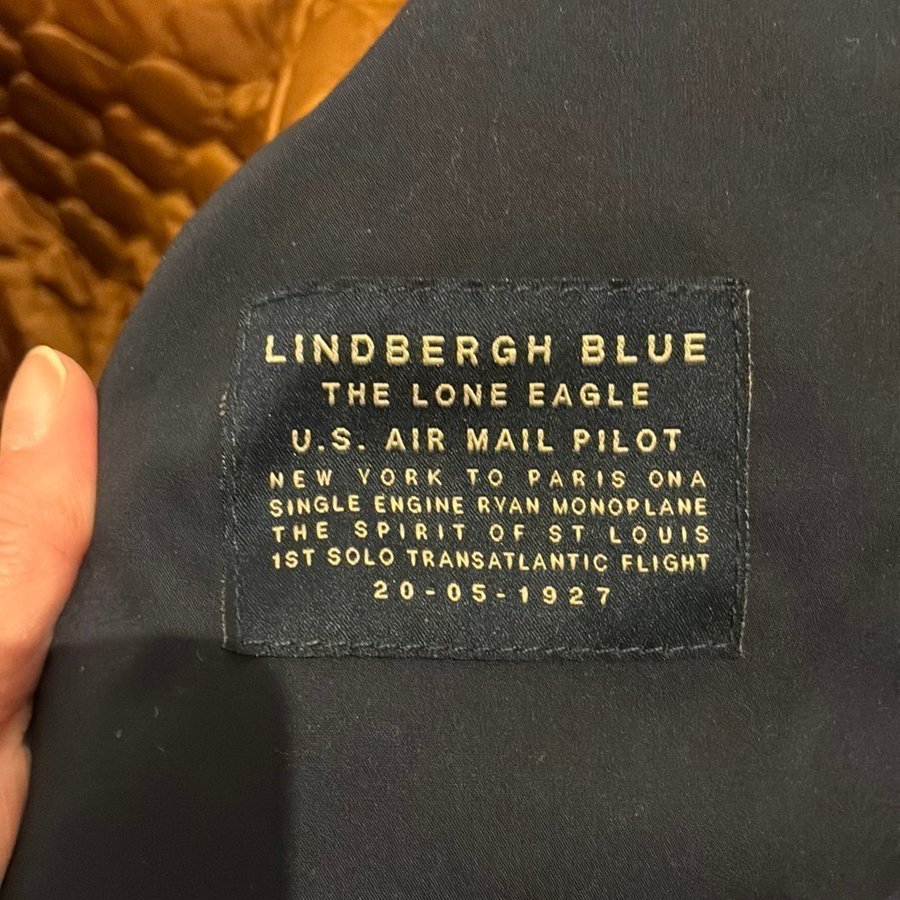 LINDBERGH BLUE
THE LONE EAGLE
U.S. AIR MAIL PILOT
NEW YORK TO PARIS ON A
SINGLE ENGINE RYAN MONOPLANE
THE SPIRIT OF ST LOUIS
1ST SOLO TRANSATLANTIC FLIGHT
20-05-1927